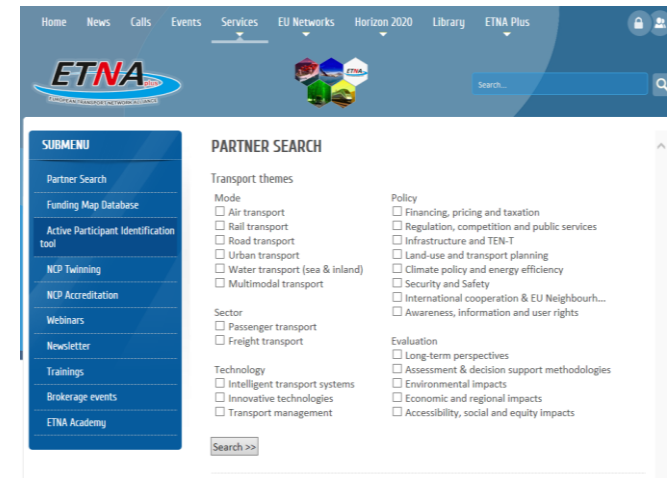 Home News Calls Events Services EU Networks Horizon 2020 Library ETNA Plus
ETNA plus
EUROPEAN TRANSPORT NETWORK ALLIANCE
ETNA
Search...
SUBMENU
Partner Search
Funding Map Database
Active Participant Identification
tool
NCP Twinning
NCP Accreditation
Webinars
Newsletter
Trainings
Brokerage events
ETNA Academy
PARTNER SEARCH
Transport themes
Mode
Air transport
Rail transport
Road transport
Urban transport
Water transport (sea & inland)
Multimodal transport
Sector
Passenger transport
Freight transport
Technology
Intelligent transport systems
Innovative technologies
Transport management
Policy
Financing, pricing and taxation
Regulation, competition and public services
Infrastructure and TEN-T
Land-use and transport planning
Climate policy and energy efficiency
Security and Safety
International cooperation & EU Neighbourh...
Awareness, information and user rights
Evaluation
Long-term perspectives
Assessment & decision support methodologies
Environmental impacts
Economic and regional impacts
Accessibility, social and equity impacts
Search >>